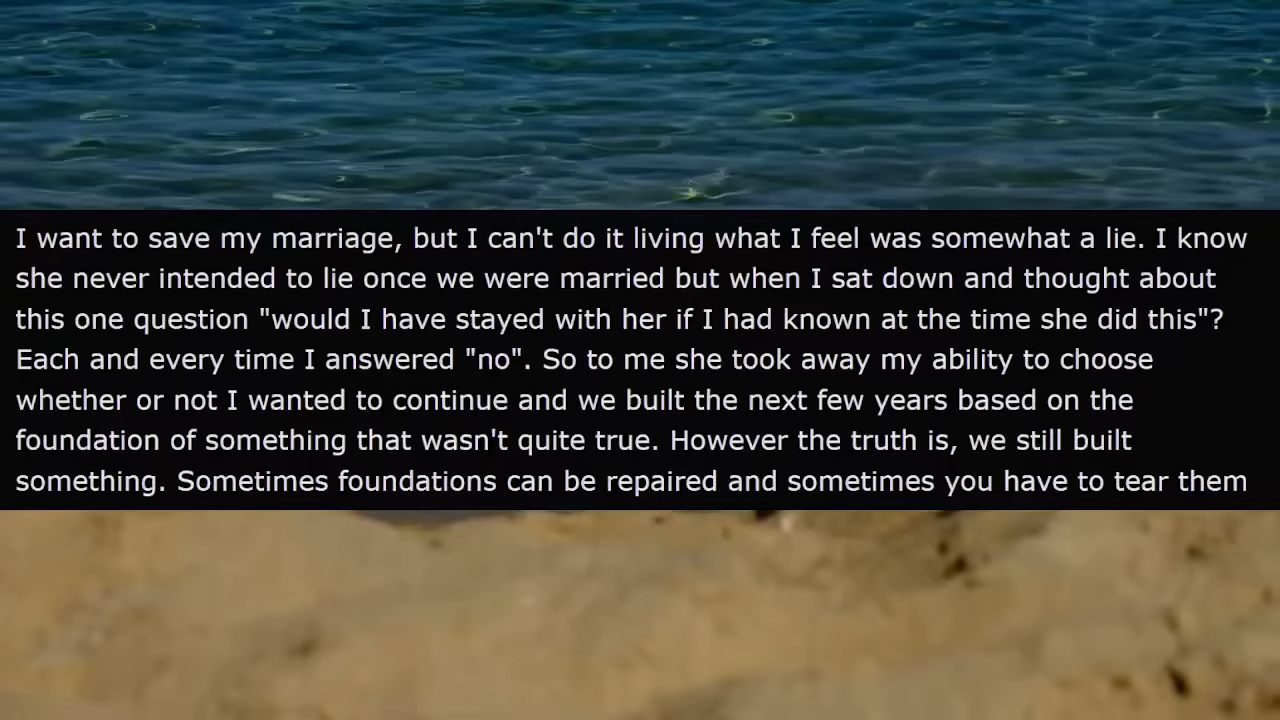 I want to save my marriage, but I can't do it living what I feel was somewhat a lie. I know
she never intended to lie once we were married but when I sat down and thought about
this one question "would I have stayed with her if I had known at the time she did this"?
Each and every time I answered "no". So to me she took away my ability to choose
whether or not I wanted to continue and we built the next few years based on the
foundation of something that wasn't quite true. However the truth is, we still built
something. Sometimes foundations can be repaired and sometimes you have to tear them